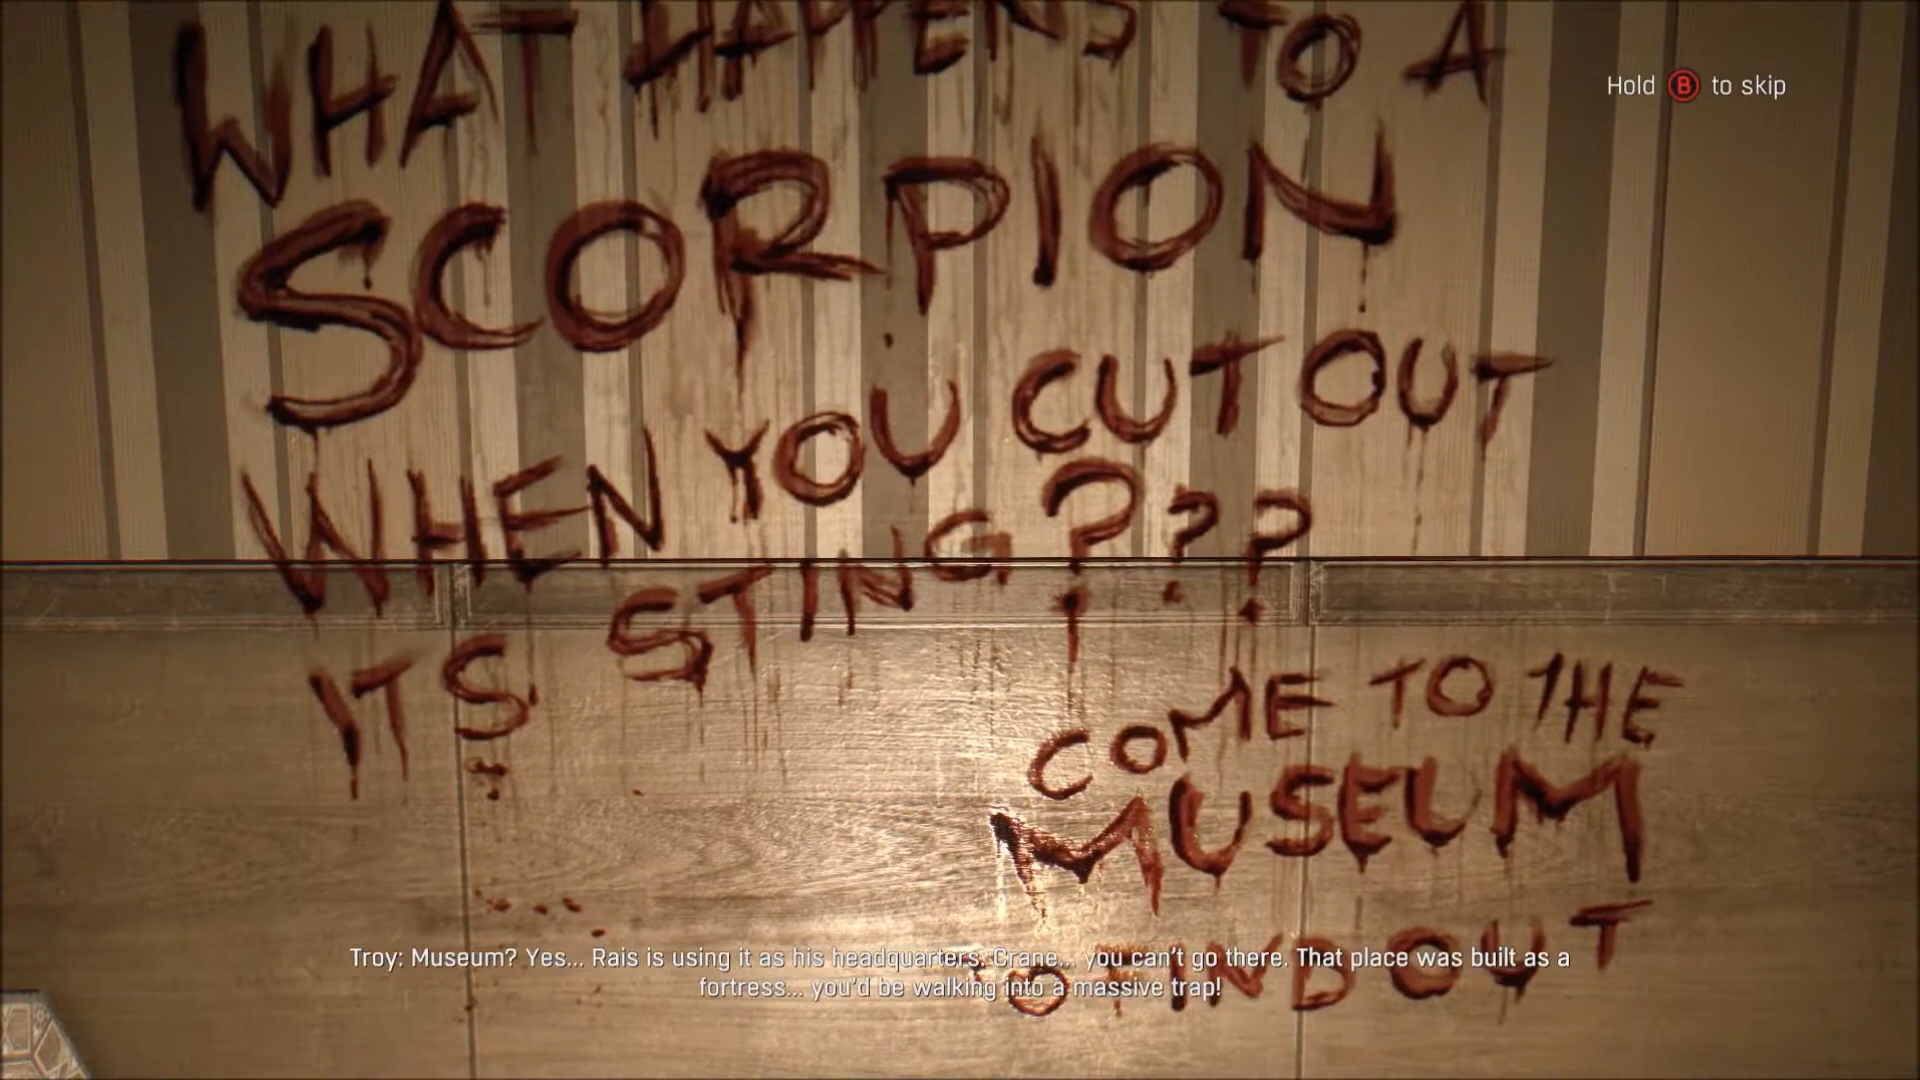 WHAT HAPPENS TO A
Hold B to skip
SCORPION
WHEN YOU CUT OUT
ITS STING???
COME TO THE
MUSEUM
TO FIND OUT
Troy: Museum? Yes... Rais is using it as his headquarters. Crane... you can't go there. That place was built as a
fortress... you'd be walking into a massive trap!